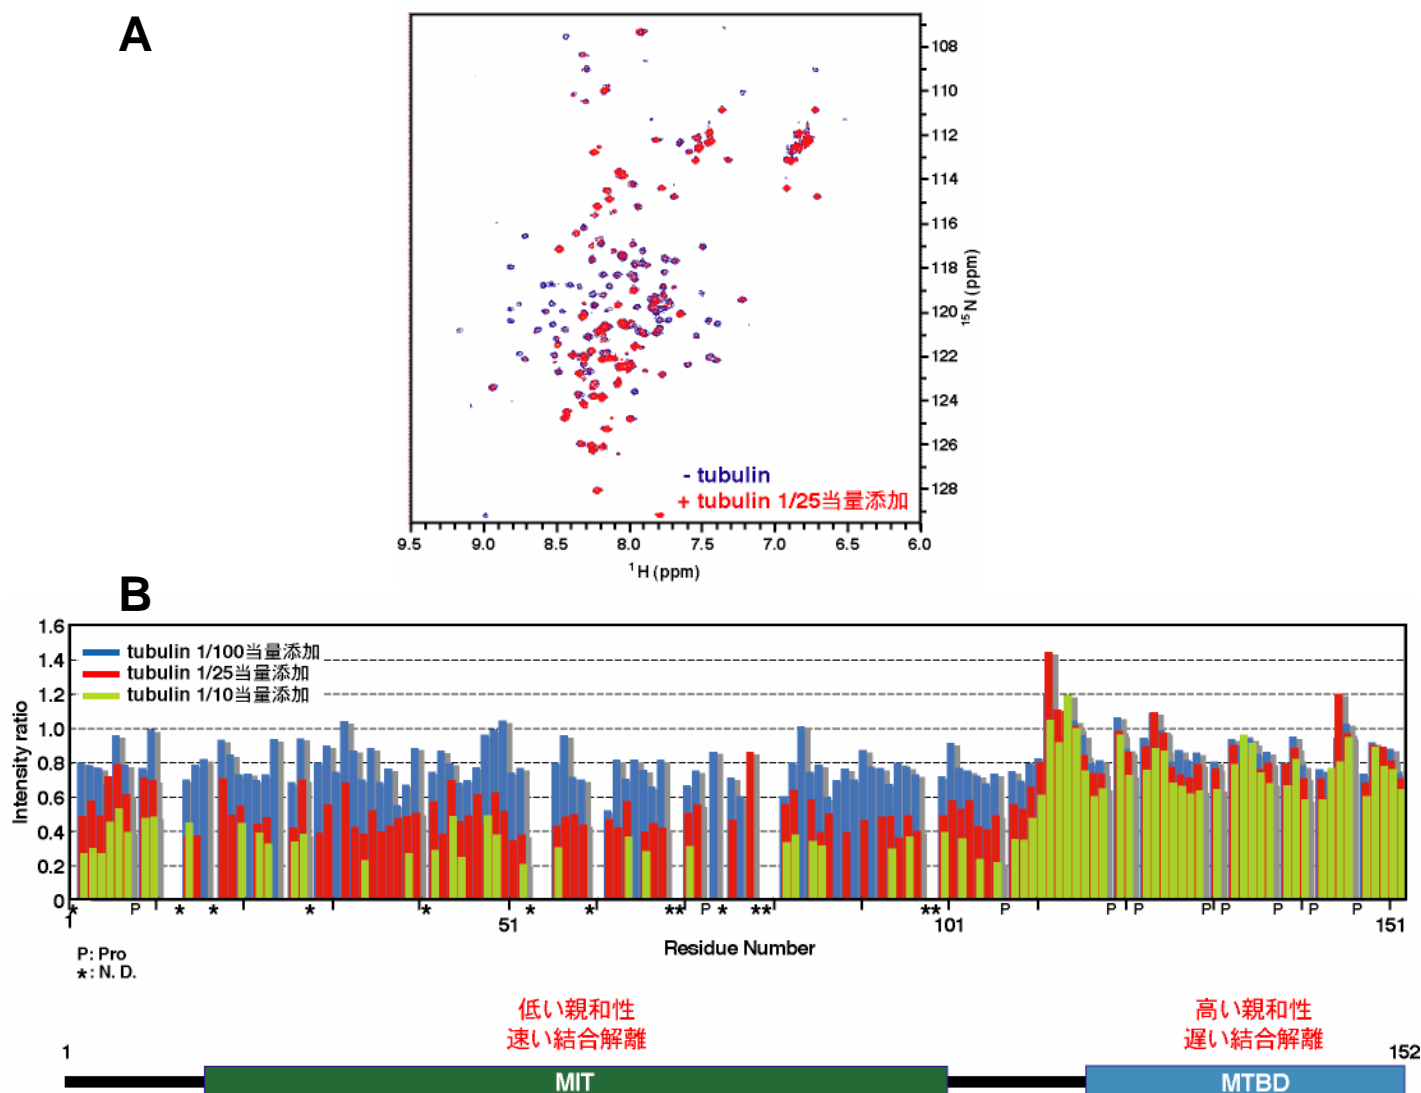 A
108
110
112
114
116
118
120
122
124
126
128
15N (ppm)
- tubulin
+ tubulin 1/25当量添加
9.5 9.0 8.5 8.0 7.5 7.0 6.5 6.0
1H (ppm)
B
1.6
1.4
1.2
1.0
0.8
0.6
0.4
0.2
0
Intensity ratio
tubulin 1/100当量添加
tubulin 1/25当量添加
tubulin 1/10当量添加
* P * * * * * * ** P * ** ** P P P P P P P P
1 51 101 151
Residue Number
P: Pro
*: N. D.
低い親和性
速い結合解離
高い親和性
遅い結合解離
1 152
MIT MTBD